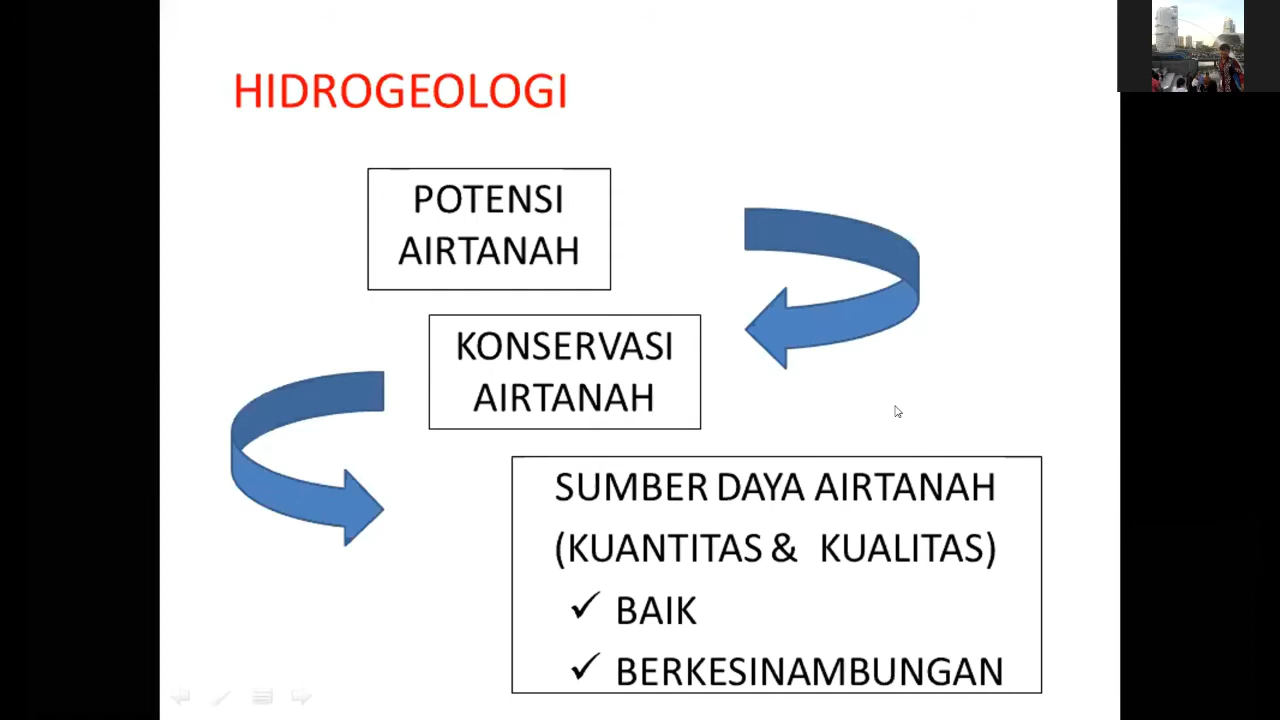 HIDROGEOLOGI
POTENSI
AIRTANAH
KONSERVASI
AIRTANAH
SUMBER DAYA AIRTANAH
(KUANTITAS & KUALITAS)
✓ BAIK
✓ BERKESINAMBUNGAN